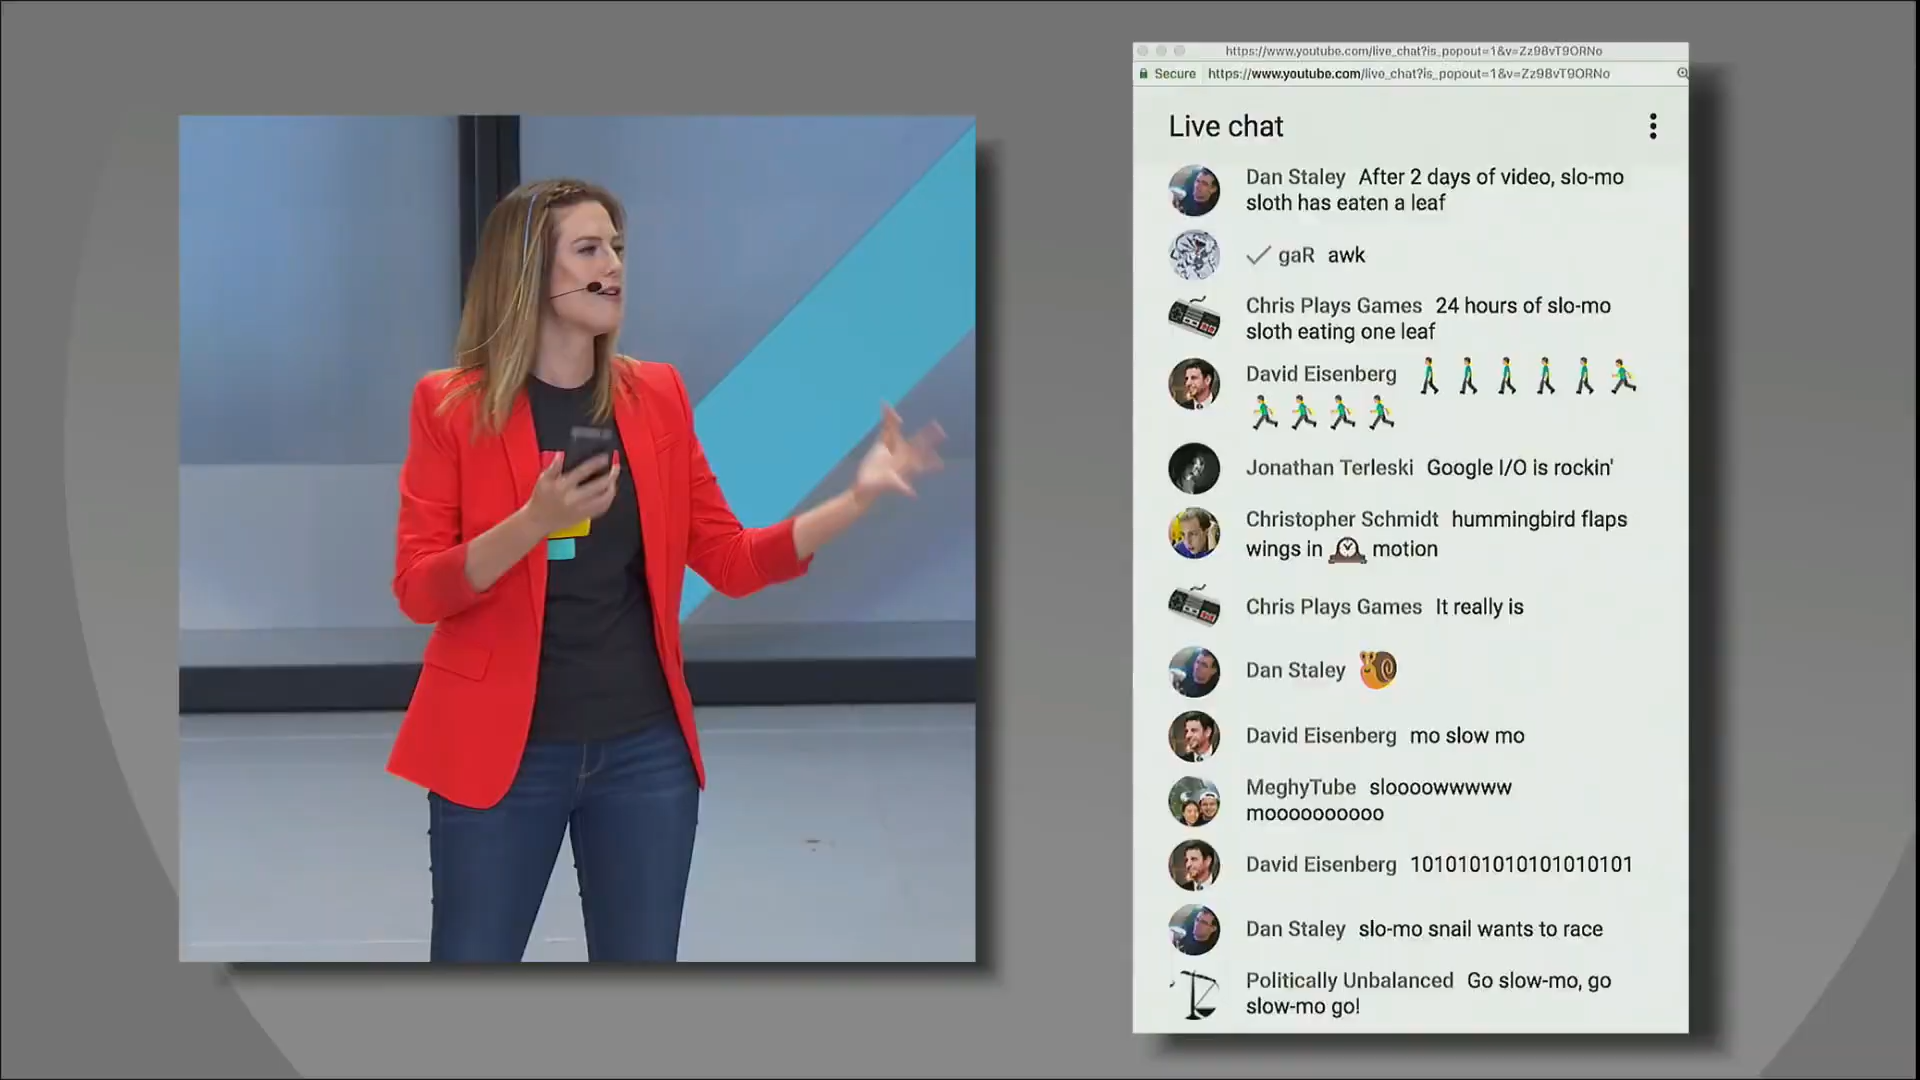 https://www.youtube.com/live_chat?is_popout=1&v=Zz98vT9ORNo
Secure https://www.youtube.com/live_chat?is_popout=1&v=Zz98vT9ORNo
Live chat
Dan Staley After 2 days of video, slo-mo
sloth has eaten a leaf
gaR awk
Chris Plays Games 24 hours of slo-mo
sloth eating one leaf
David Eisenberg
Jonathan Terleski Google I/O is rockin'
Christopher Schmidt hummingbird flaps
wings in motion
Chris Plays Games It really is
Dan Staley
David Eisenberg mo slow mo
MeghyTube sloooowwwww
moooooooooo
David Eisenberg 1010101010101010101
Dan Staley slo-mo snail wants to race
Politically Unbalanced Go slow-mo, go
slow-mo go!